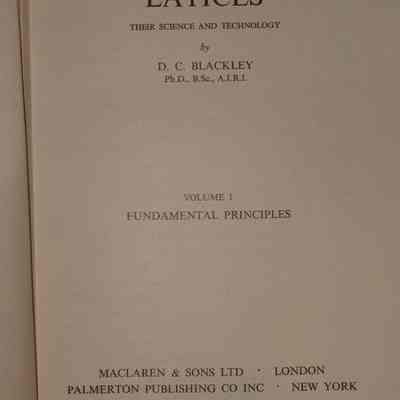 LATICES
THEIR SCIENCE AND TECHNOLOGY
by
D. C. BLACKLEY
Ph.D., B.Sc., A.I.R.I.
VOLUME 1
FUNDAMENTAL PRINCIPLES
MACLAREN & SONS LTD · LONDON
PALMERTON PUBLISHING CO INC · NEW YORK